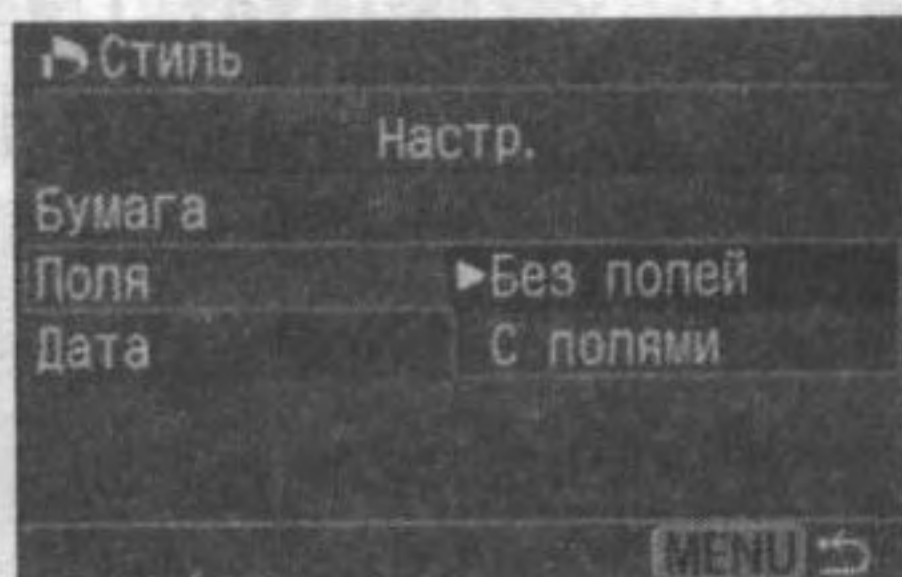 Стиль
Настр.
Бумага
Поля ▶Без полей
Дата С полями
MENU